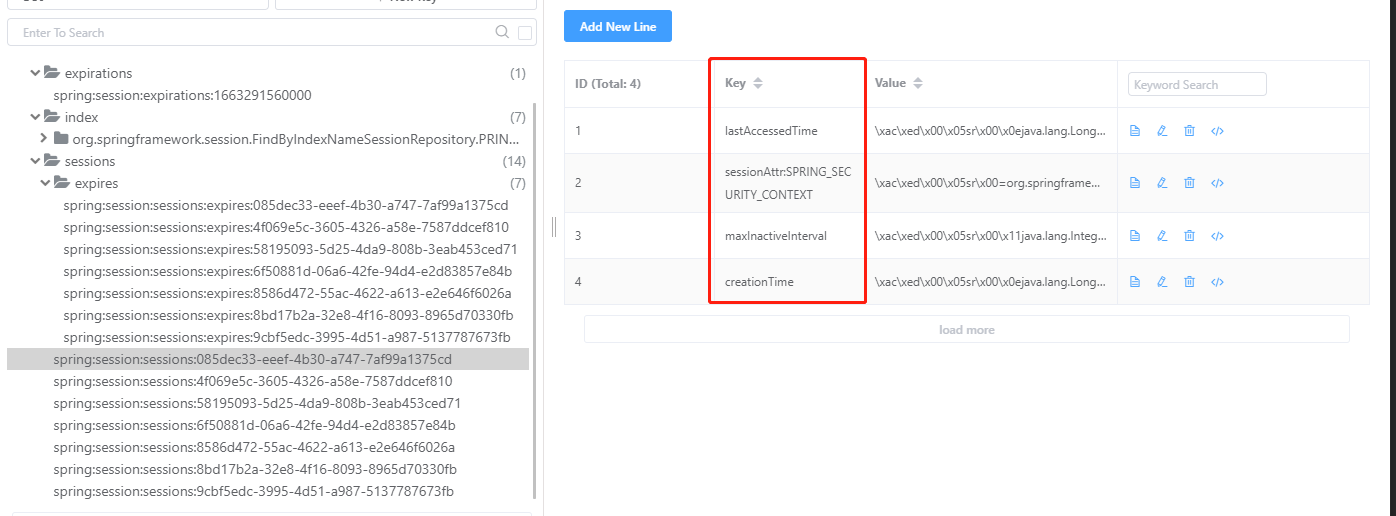 Enter To Search
expirations (1)
spring:session:expirations:1663291560000
index (7)
org.springframework.session.FindByIndexNameSessionRepository.PRIN... 
sessions (14)
expires (7)
spring:session:sessions:expires:085dec33-eeef-4b30-a747-7af99a1375cd
spring:session:sessions:expires:4f069e5c-3605-4326-a58e-7587ddcef810
spring:session:sessions:expires:58195093-5d25-4da9-808b-3eab453ced71
spring:session:sessions:expires:6f50881d-06a6-42fe-94d4-e2d83857e84b
spring:session:sessions:expires:8586d472-55ac-4622-a613-e2e646f6026a
spring:session:sessions:expires:8bd17b2a-32e8-4f16-8093-8965d70330fb
spring:session:sessions:expires:9cbf5edc-3995-4d51-a987-5137787673fb
spring:session:sessions:085dec33-eeef-4b30-a747-7af99a1375cd
spring:session:sessions:4f069e5c-3605-4326-a58e-7587ddcef810
spring:session:sessions:58195093-5d25-4da9-808b-3eab453ced71
spring:session:sessions:6f50881d-06a6-42fe-94d4-e2d83857e84b
spring:session:sessions:8586d472-55ac-4622-a613-e2e646f6026a
spring:session:sessions:8bd17b2a-32e8-4f16-8093-8965d70330fb
spring:session:sessions:9cbf5edc-3995-4d51-a987-5137787673fb
Add New Line
ID (Total: 4) Key Value Keyword Search
1 lastAccessedTime \xac\xed\x00\x05sr\x00\x0ejava.lang.Long...
2 sessionAttr:SPRING_SEC \xac\xed\x00\x05sr\x00=org.springframe...
URITY_CONTEXT
3 maxInactiveInterval \xac\xed\x00\x05sr\x00\x11java.lang.Integ...
4 creationTime \xac\xed\x00\x05sr\x00\x0ejava.lang.Long...
load more